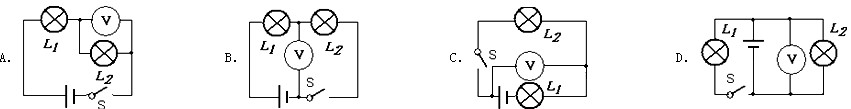 A. L1 V L2 S
B. L1 L2 V S
C. L2 S V L1
D. L1 S V L2